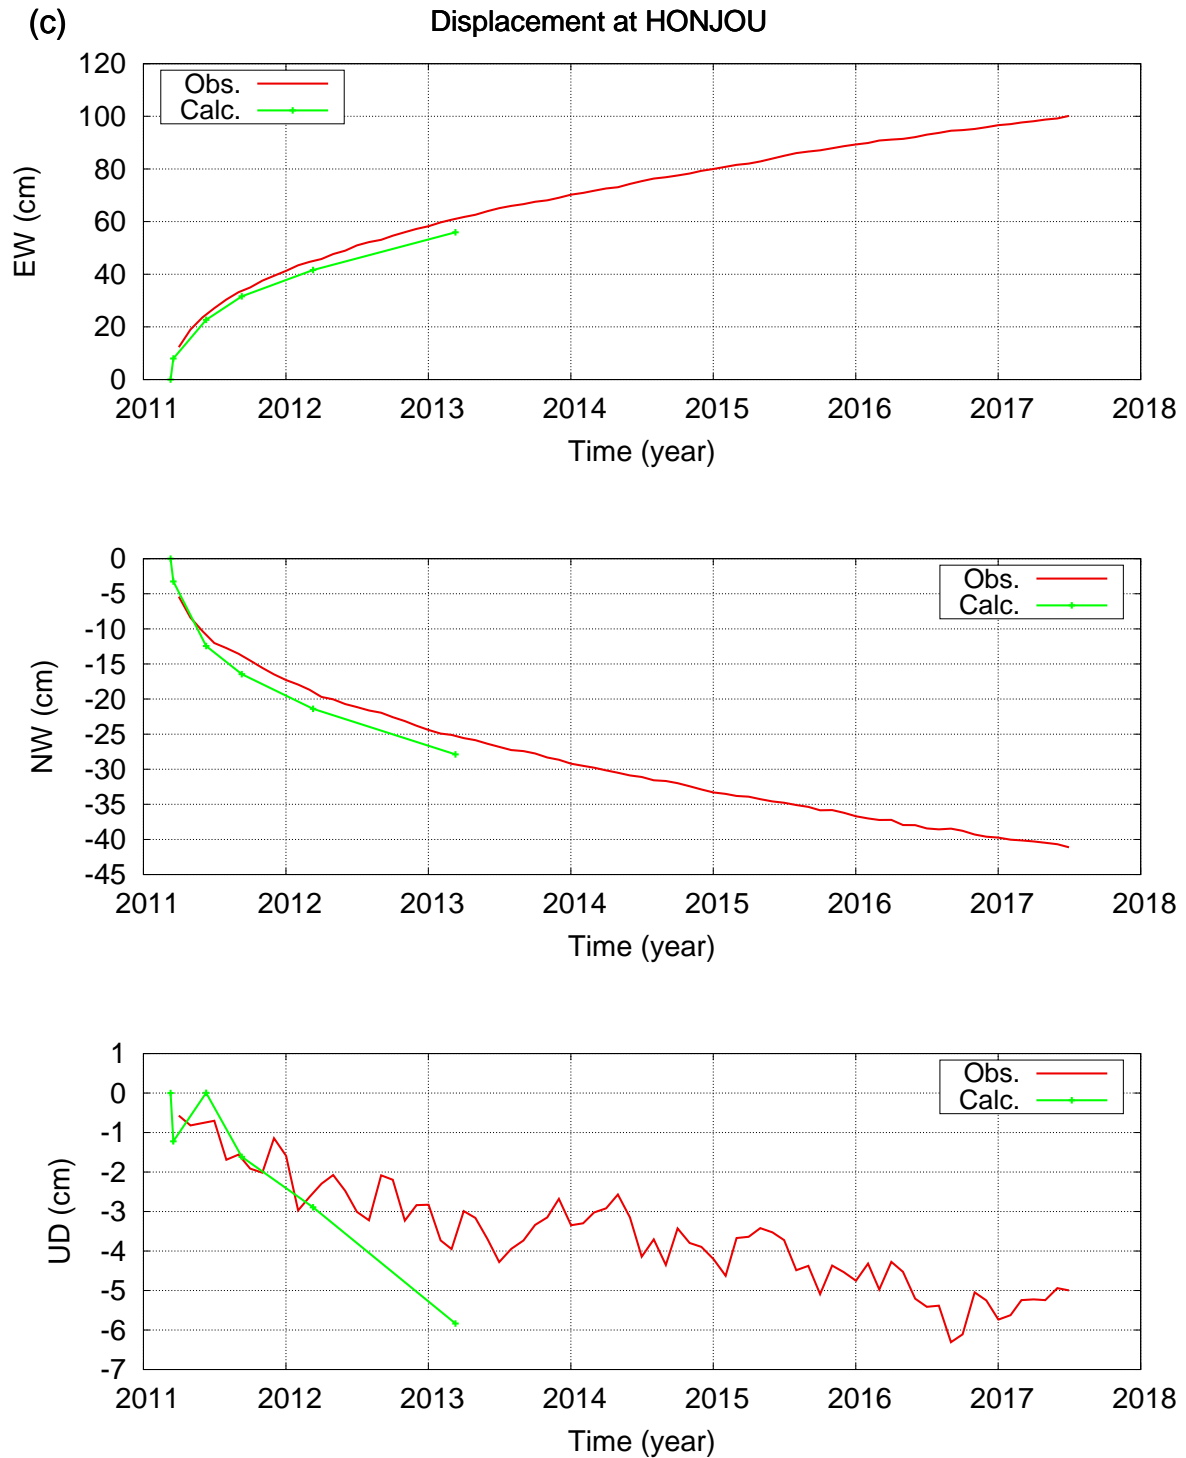 (c)
Displacement at HONJOU
120
100
80
60
40
20
0
EW (cm)
Obs.
Calc.
2011 2012 2013 2014 2015 2016 2017 2018
Time (year)
0
-5
-10
-15
-20
-25
-30
-35
-40
-45
NW (cm)
Obs.
Calc.
2011 2012 2013 2014 2015 2016 2017 2018
Time (year)
1
0
-1
-2
-3
-4
-5
-6
-7
UD (cm)
Obs.
Calc.
2011 2012 2013 2014 2015 2016 2017 2018
Time (year)